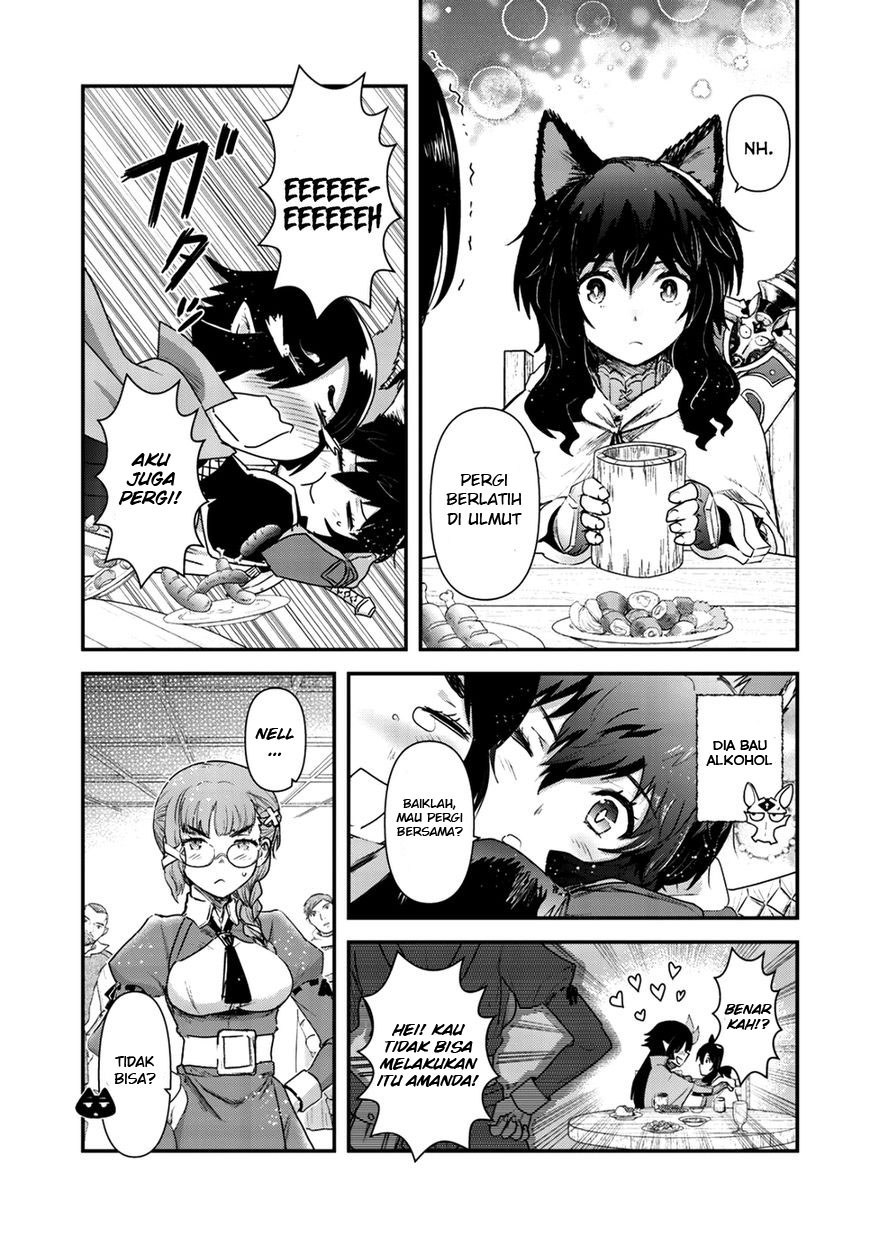 NH.
PERGI
BERLATIH
DI ULMUT
EEEEEE-
EEEEEEH
ガタッ
AKU
JUGA
PERGI!
DIA BAU
ALKOHOL
BAIKLAH,
MAU PERGI
BERSAMA?
BENAR
KAH!?
HEI! KAU
TIDAK BISA
MELAKUKAN
ITU AMANDA!
NELL
...
TIDAK
BISA?